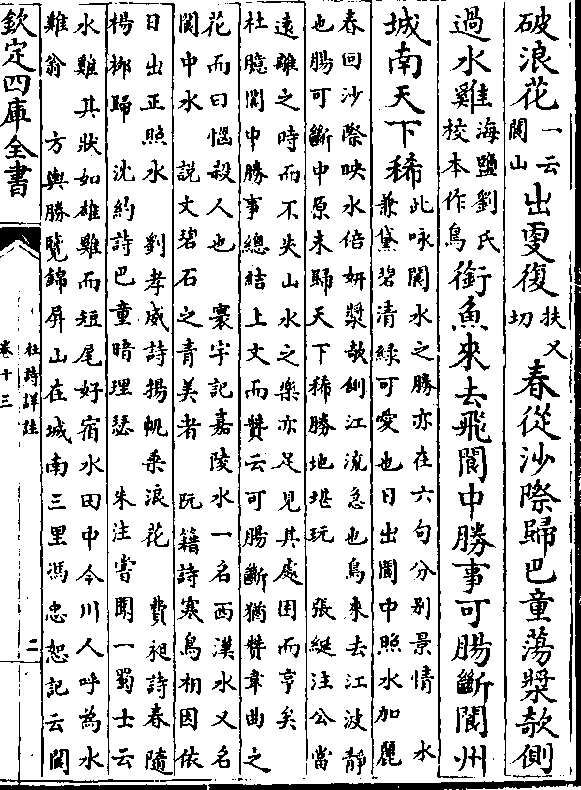 破浪花一云
閬山出更復扶又
切春從沙際歸巴童蕩槳欹側
過水雞海鹽劉氏
校本作鳥銜魚來去飛閬中勝事可腸斷閬州
城南天下稀
此咏閬水之勝亦在六句分别景情 水
兼黛碧清綠可愛也日出閬中照水加麗
春回沙際映水倍妍槳欹側江流急也鳥來去江波靜
也腸可斷中原未歸天下稀勝地堪玩 張綖注公當
遠離之時而不失山水之樂亦足見其處困而亨矣
杜臆閬中勝事總結上文而贊云可腸斷猶贊韋曲之
花而曰惱殺人也 寰宇記嘉陵水一名西漢水又名
閬中水 說文碧石之青美者 阮籍詩寒鳥相因依
日出正照水 劉孝威詩揚帆乘浪花 費昶詩春隨
楊栁歸 沈約詩巴童暗理瑟 朱注嘗聞一蜀士云
水雞其狀如雄雞而短尾好宿水田中今川人呼為水
雞翁 方輿勝覽錦屏山在城南三里馮忠恕記云閬
欽定四庫全書
杜詩詳註
卷十三
二